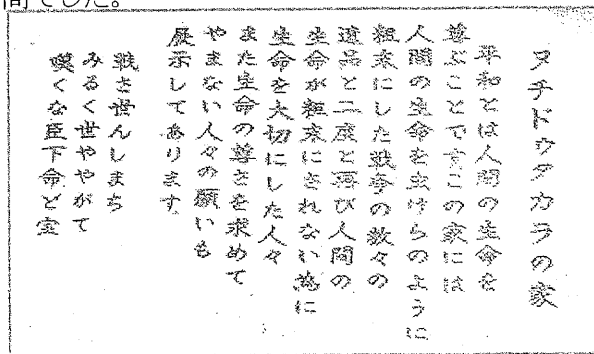 間でした。
ヌチドゥタカラの家
平和とは人間の生命を
尊ぶことですこの家には
人間の生命を虫けらのように
粗末にした戦争の数々の
遺品と二度と再び人間の
生命が粗末にされない為に
生命を大切にした人々
また生命の尊さを求めて
やまない人々の願いも
展示してあります
戦さ世んしまち
みるく世ややがて
嘆くな臣下命ど宝